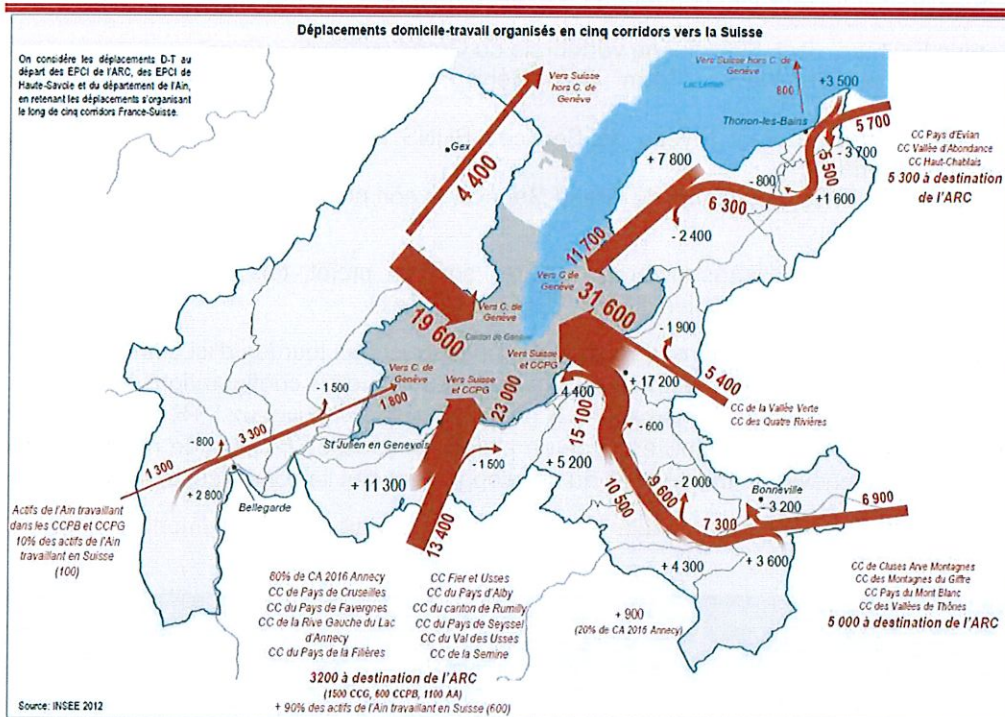 Déplacements domicile-travail organisés en cinq corridors vers la Suisse
On considère les déplacements D-T au
départ des EPCI de l'ARC, des EPCI de
Haute-Savoie et du département de l'Ain,
en retenant les déplacements s'organisant
le long de cinq corridors France-Suisse.
Vers Suisse
hors C. de
Genève
Vers Suisse hors C. de
Genève
Lac Léman
800
+3 500
Thonon-les-Bains
5 700
CC Pays d'Evian
CC Vallée d'Abondance
CC Haut-Chablais
5 300 à destination
de l'ARC
Gex
4 400
+ 7 800
- 3 700
5 500
- 800
+1 600
6 300
- 2 400
11 700
Vers C de
Genève
31 600
19 600
Vers C. de
Genève
Canton de Genève
Vers C. de
Genève
Vers Suisse
et CCPG
Vers Suisse
et CCPG
- 1 900
5 400
CC de la Vallée Verte
CC des Quatre Rivières
+ 17 200
- 4 400
15 100
- 600
23 000
- 1 500
1 800
3 300
- 800
1 300
+ 2 800
St Julien en Genevois
- 1 500
+ 5 200
+ 11 300
Bellegarde
Actifs de l'Ain travaillant
dans les CCPB et CCPG
10% des actifs de l'Ain
travaillant en Suisse
(100)
13 400
10 500
9 600
- 2 000
Bonneville
- 3 200
6 900
7 300
+ 3 600
+ 4 300
80% de CA 2016 Annecy
CC de Pays de Cruseilles
CC du Pays de Favergnes
CC de la Rive Gauche du Lac
d'Annecy
CC du Pays de la Filières
CC Fier et Usses
CC du Pays d'Alby
CC du canton de Rumilly
CC du Pays de Seyssel
CC du Val des Usses
CC de la Semine
3200 à destination de l'ARC
(1500 CCG, 600 CCPB, 1100 AA)
+ 90% des actifs de l'Ain travaillant en Suisse (600)
+ 900
(20% de CA 2015 Annecy)
CC de Cluses Arve Montagnes
CC des Montagnes du Giffre
CC Pays du Mont Blanc
CC des Vallées de Thônes
5 000 à destination de l'ARC
Source: INSEE 2012